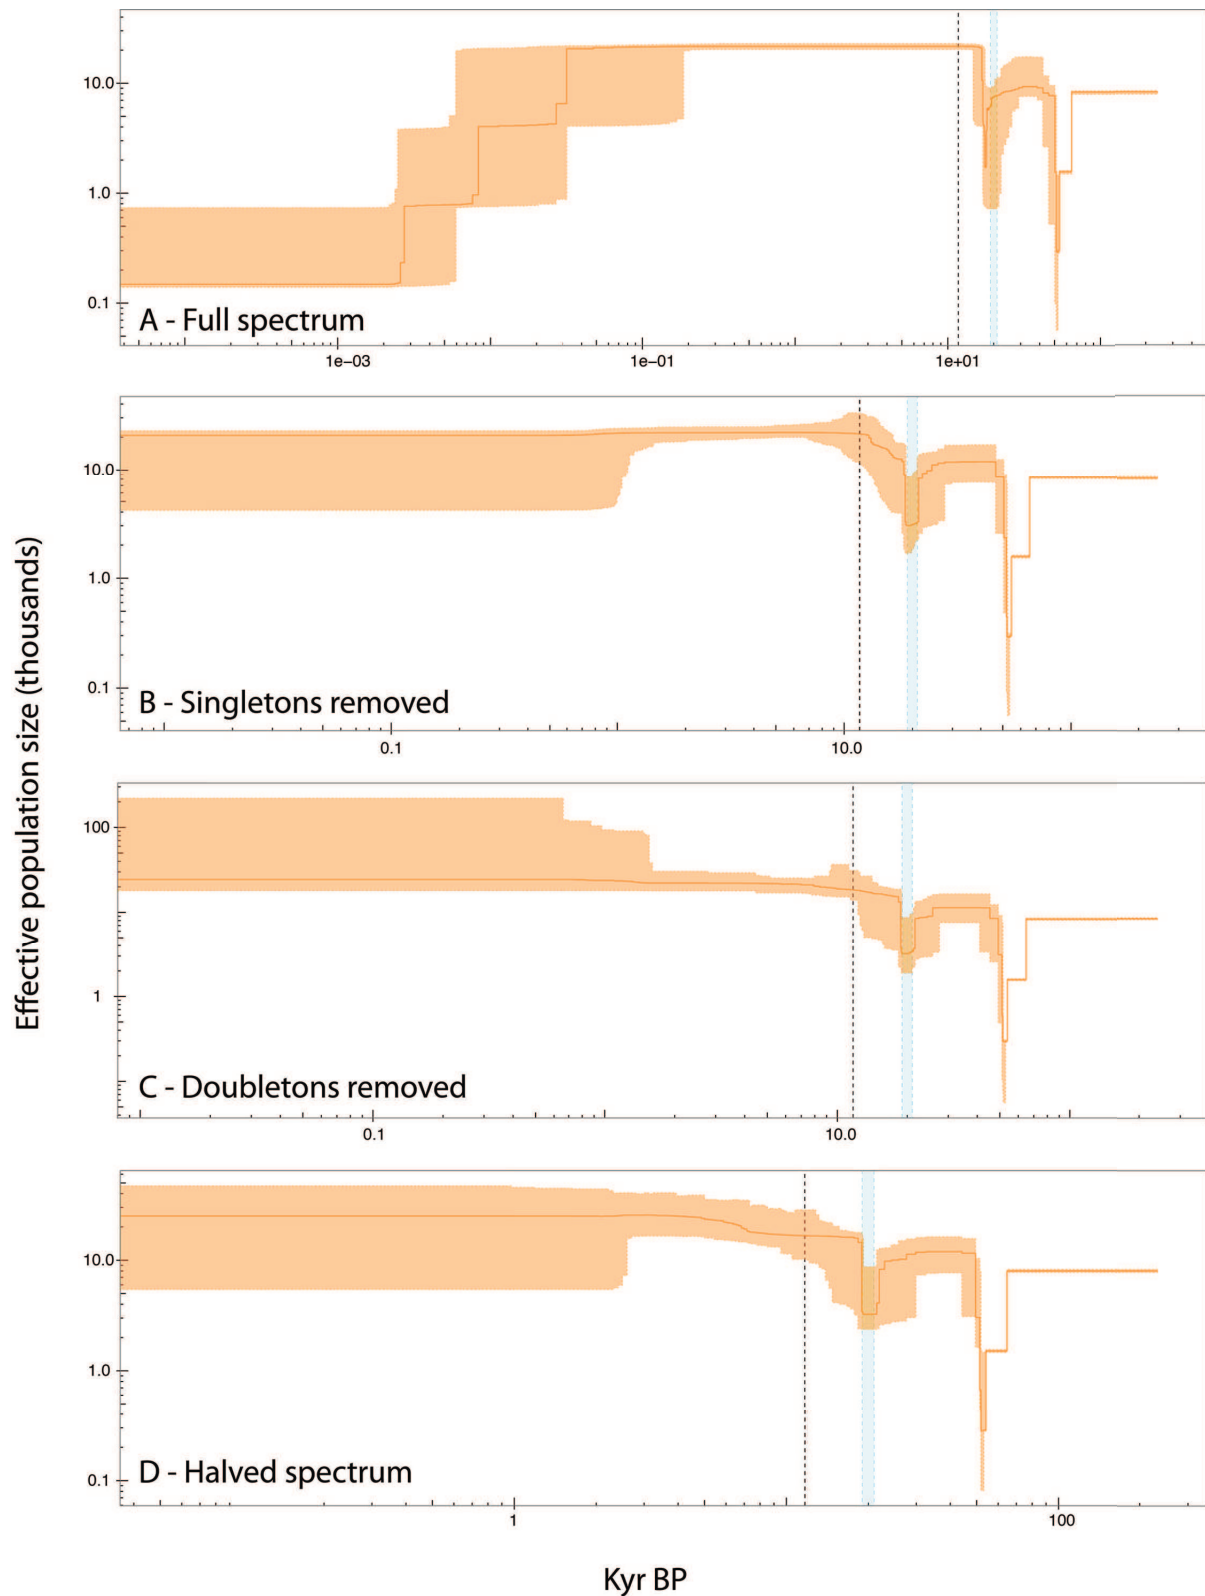 Effective population size (thousands)
10.0
1.0
0.1
A - Full spectrum
1e−03
1e−01
1e+01
10.0
1.0
0.1
B - Singletons removed
0.1
10.0
100
1
C - Doubletons removed
0.1
10.0
10.0
1.0
0.1
D - Halved spectrum
1
100
Kyr BP